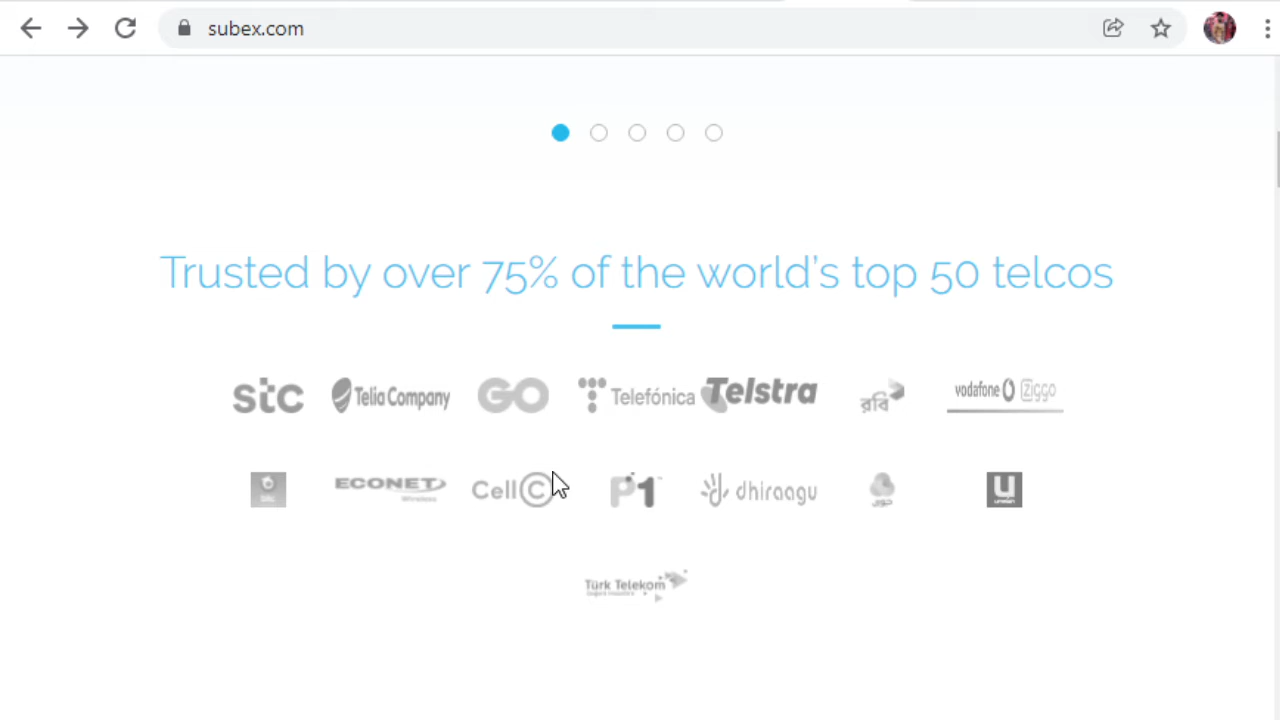 subex.com
Trusted by over 75% of the world's top 50 telcos
stc Telia Company GO Telefónica Telstra রবি vodafone ziggo
ECONET Wireless Cell C P1 dhiraagu U unitel
Türk Telekom